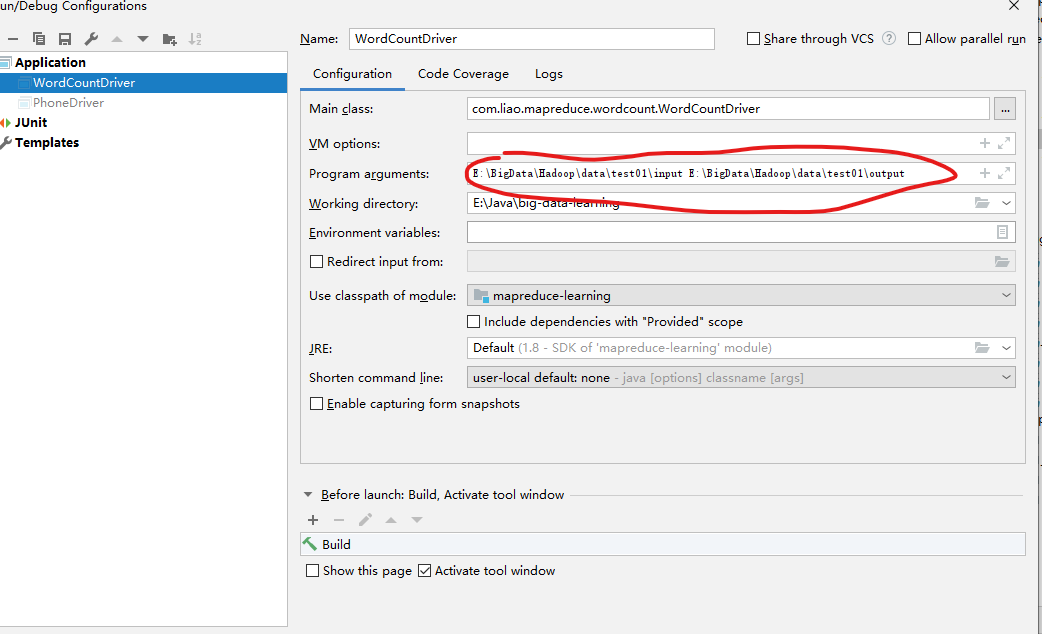 un/Debug Configurations
Name: WordCountDriver
Share through VCS ?
Allow parallel run
Application
WordCountDriver
PhoneDriver
JUnit
Templates
Configuration Code Coverage Logs
Main class: com.liao.mapreduce.wordcount.WordCountDriver ...
VM options:
Program arguments: E:\BigData\Hadoop\data\test01\input E:\BigData\Hadoop\data\test01\output
Working directory: E:\Java\big-data-learning
Environment variables:
Redirect input from:
Use classpath of module: mapreduce-learning
Include dependencies with "Provided" scope
JRE: Default (1.8 - SDK of 'mapreduce-learning' module)
Shorten command line: user-local default: none - java [options] classname [args]
Enable capturing form snapshots
Before launch: Build, Activate tool window
Build
Show this page Activate tool window